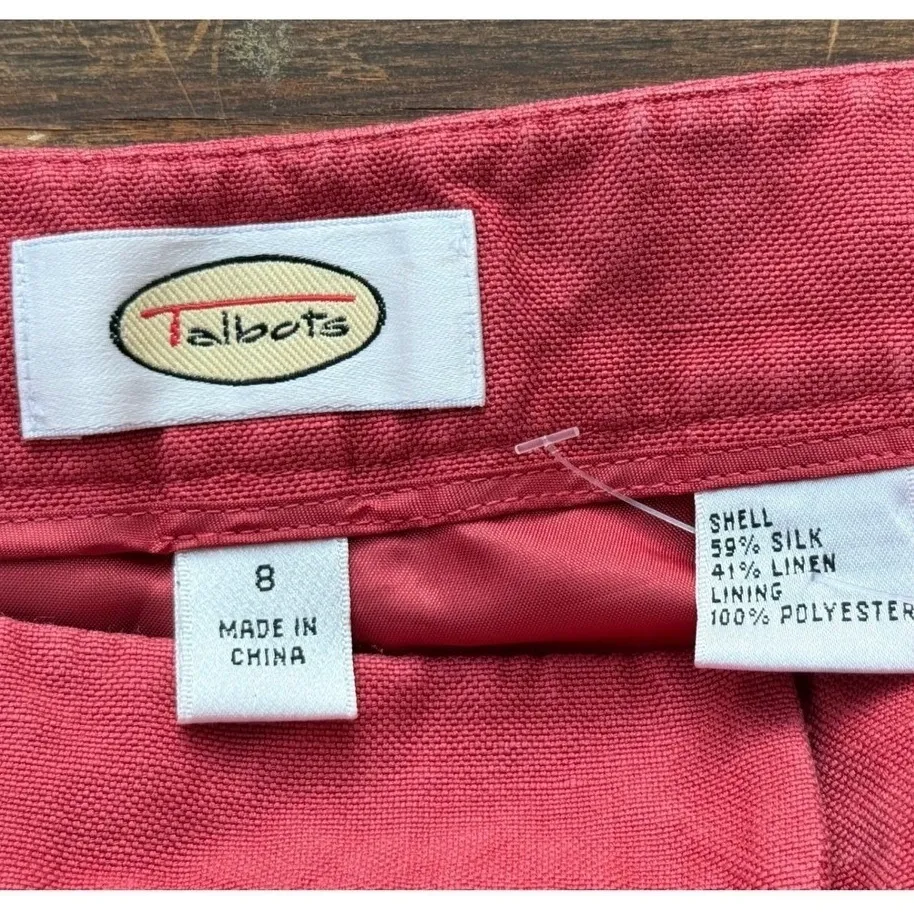 Talbots
8
MADE IN
CHINA
SHELL
59% SILK
41% LINEN
LINING
100% POLYESTER